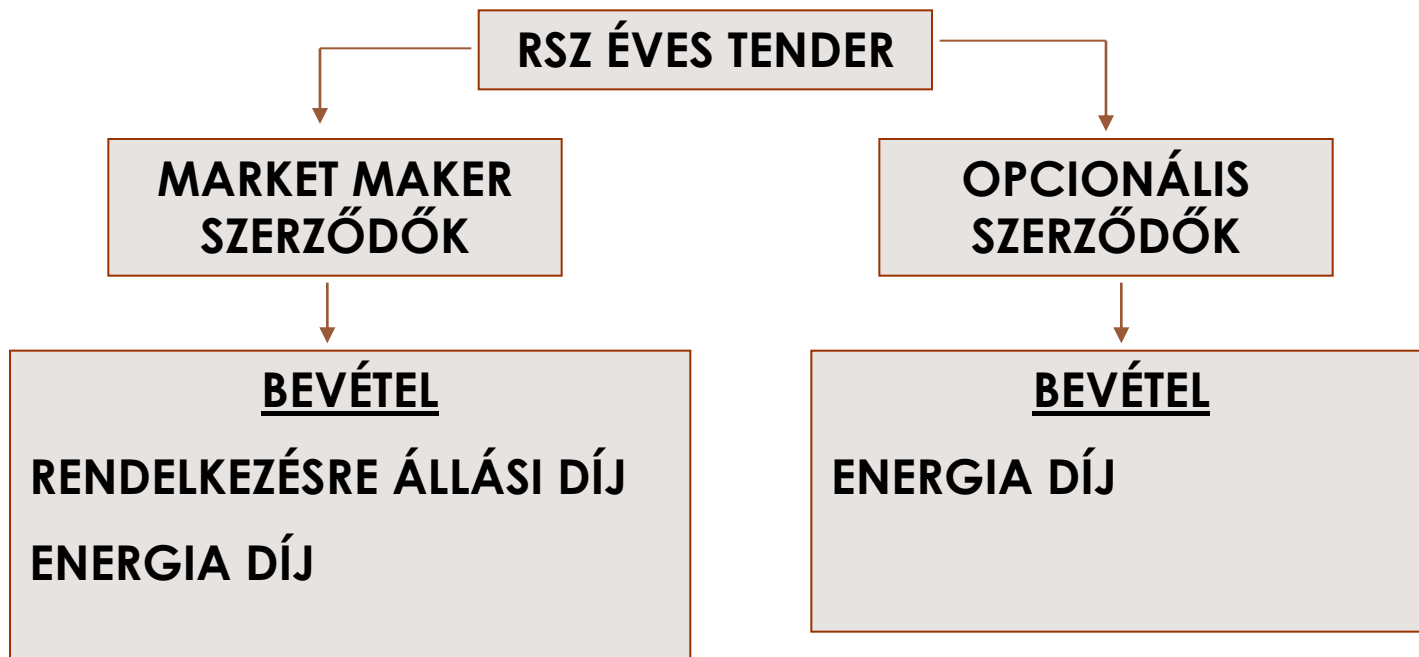 RSZ ÉVES TENDER
MARKET MAKER
SZERZŐDŐK
OPCIONÁLIS
SZERZŐDŐK
BEVÉTEL
RENDELKEZÉSRE ÁLLÁSI DÍJ
ENERGIA DÍJ
BEVÉTEL
ENERGIA DÍJ